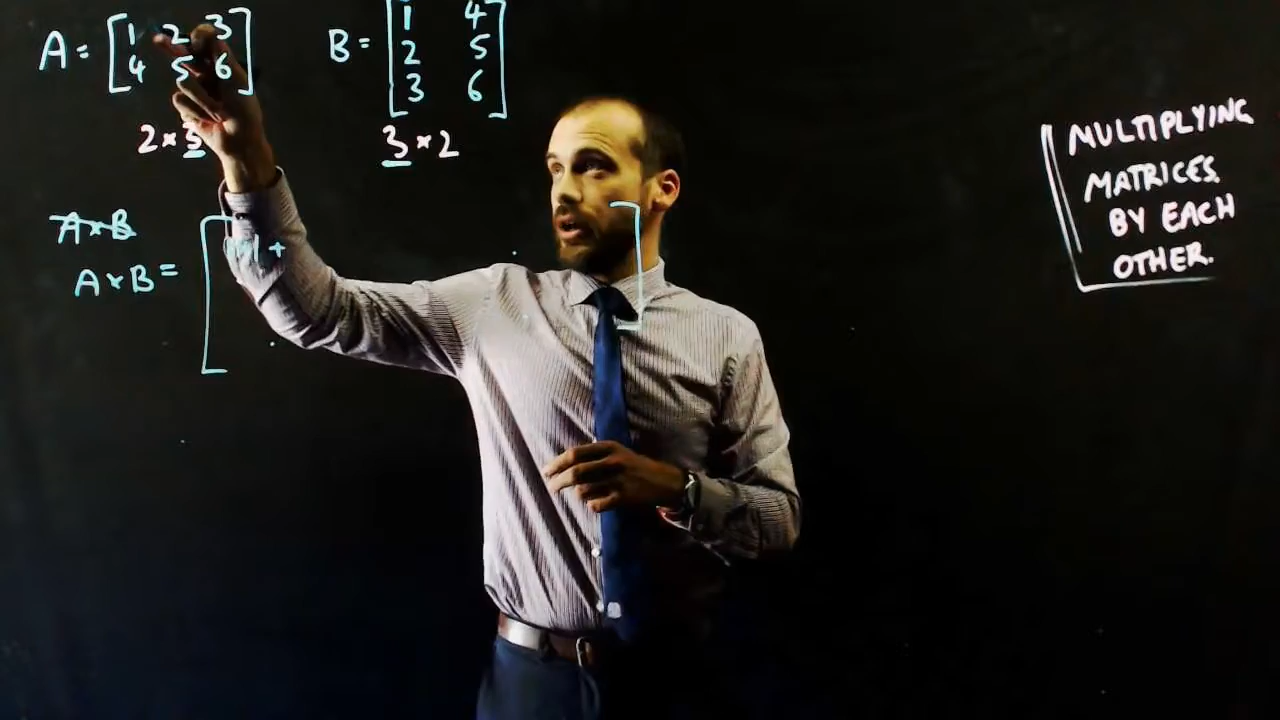 A = [ 1 2 3
4 5 6 ]
B = [ 1 4
2 5
3 6 ]
2 × 3
3 × 2
A×B
A×B = [ +
]
MULTIPLYING
MATRICES
BY EACH
OTHER.